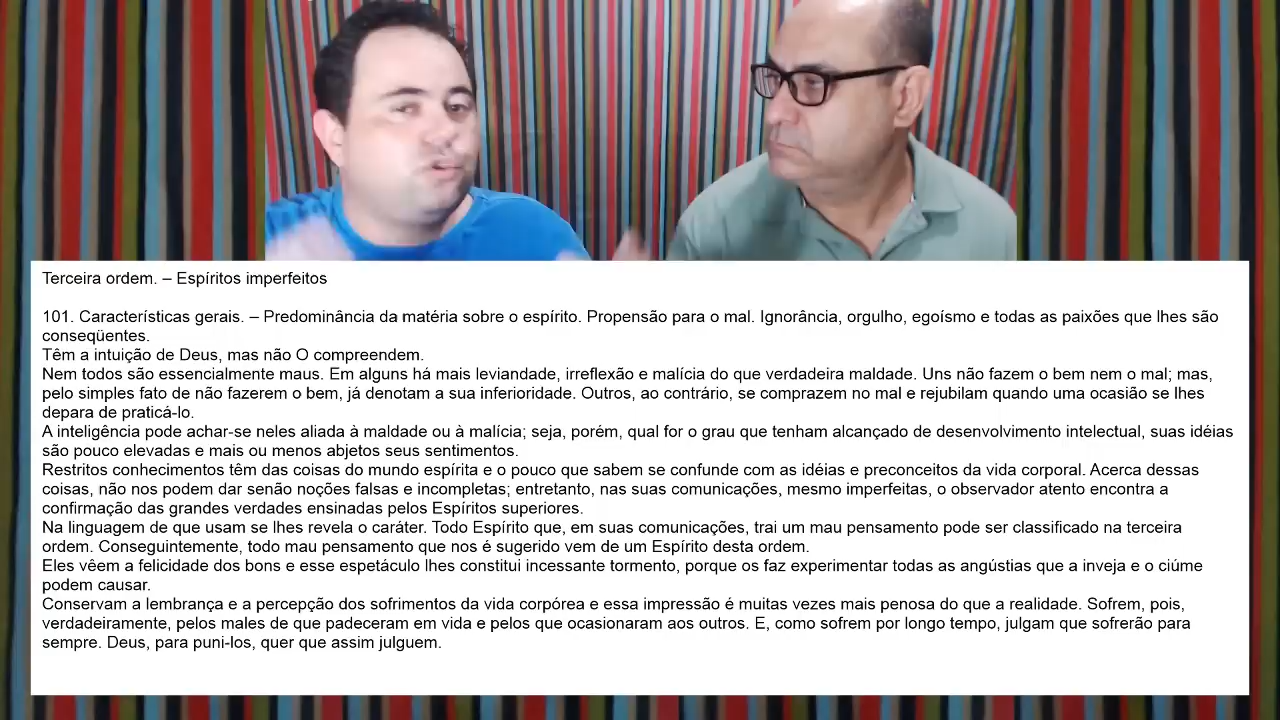 Terceira ordem. – Espíritos imperfeitos
101. Características gerais. – Predominância da matéria sobre o espírito. Propensão para o mal. Ignorância, orgulho, egoísmo e todas as paixões que lhes são
conseqüentes.
Têm a intuição de Deus, mas não O compreendem.
Nem todos são essencialmente maus. Em alguns há mais leviandade, irreflexão e malícia do que verdadeira maldade. Uns não fazem o bem nem o mal; mas,
pelo simples fato de não fazerem o bem, já denotam a sua inferioridade. Outros, ao contrário, se comprazem no mal e rejubilam quando uma ocasião se lhes
depara de praticá-lo.
A inteligência pode achar-se neles aliada à maldade ou à malícia; seja, porém, qual for o grau que tenham alcançado de desenvolvimento intelectual, suas idéias
são pouco elevadas e mais ou menos abjetos seus sentimentos.
Restritos conhecimentos têm das coisas do mundo espírita e o pouco que sabem se confunde com as idéias e preconceitos da vida corporal. Acerca dessas
coisas, não nos podem dar senão noções falsas e incompletas; entretanto, nas suas comunicações, mesmo imperfeitas, o observador atento encontra a
confirmação das grandes verdades ensinadas pelos Espíritos superiores.
Na linguagem de que usam se lhes revela o caráter. Todo Espírito que, em suas comunicações, trai um mau pensamento pode ser classificado na terceira
ordem. Conseguintemente, todo mau pensamento que nos é sugerido vem de um Espírito desta ordem.
Eles vêem a felicidade dos bons e esse espetáculo lhes constitui incessante tormento, porque os faz experimentar todas as angústias que a inveja e o ciúme
podem causar.
Conservam a lembrança e a percepção dos sofrimentos da vida corpórea e essa impressão é muitas vezes mais penosa do que a realidade. Sofrem, pois,
verdadeiramente, pelos males de que padeceram em vida e pelos que ocasionaram aos outros. E, como sofrem por longo tempo, julgam que sofrerão para
sempre. Deus, para puni-los, quer que assim julguem.